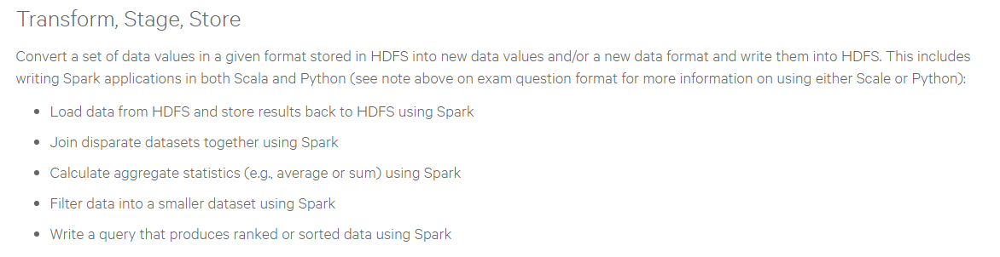 Transform, Stage, Store
Convert a set of data values in a given format stored in HDFS into new data values and/or a new data format and write them into HDFS. This includes
writing Spark applications in both Scala and Python (see note above on exam question format for more information on using either Scale or Python):
• Load data from HDFS and store results back to HDFS using Spark
• Join disparate datasets together using Spark
• Calculate aggregate statistics (e.g., average or sum) using Spark
• Filter data into a smaller dataset using Spark
• Write a query that produces ranked or sorted data using Spark